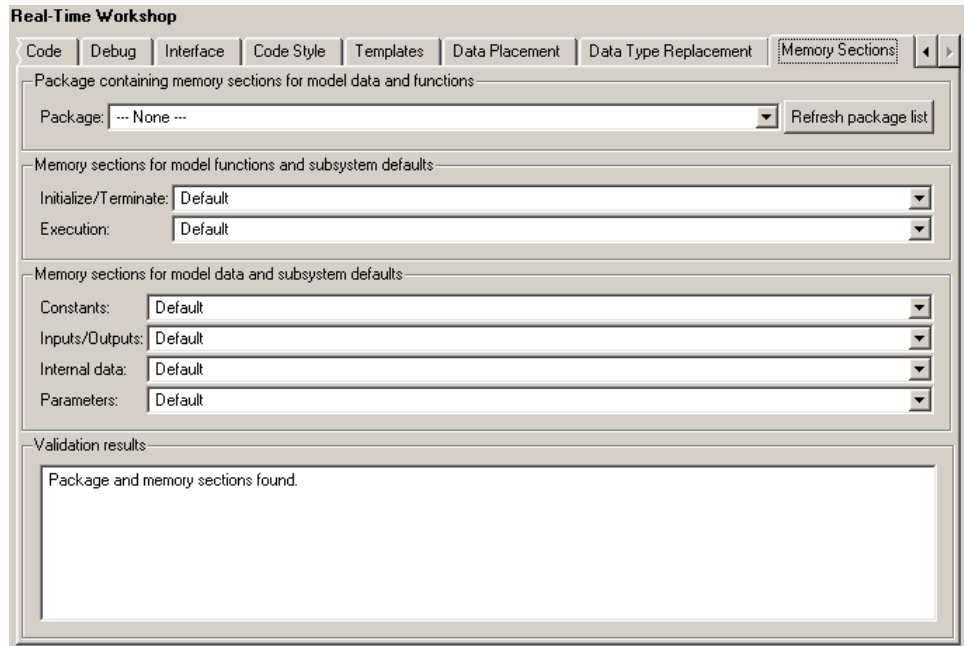 Real-Time Workshop
Code Debug Interface Code Style Templates Data Placement Data Type Replacement Memory Sections
Package containing memory sections for model data and functions
Package: --- None --- Refresh package list
Memory sections for model functions and subsystem defaults
Initialize/Terminate: Default
Execution: Default
Memory sections for model data and subsystem defaults
Constants: Default
Inputs/Outputs: Default
Internal data: Default
Parameters: Default
Validation results
Package and memory sections found.